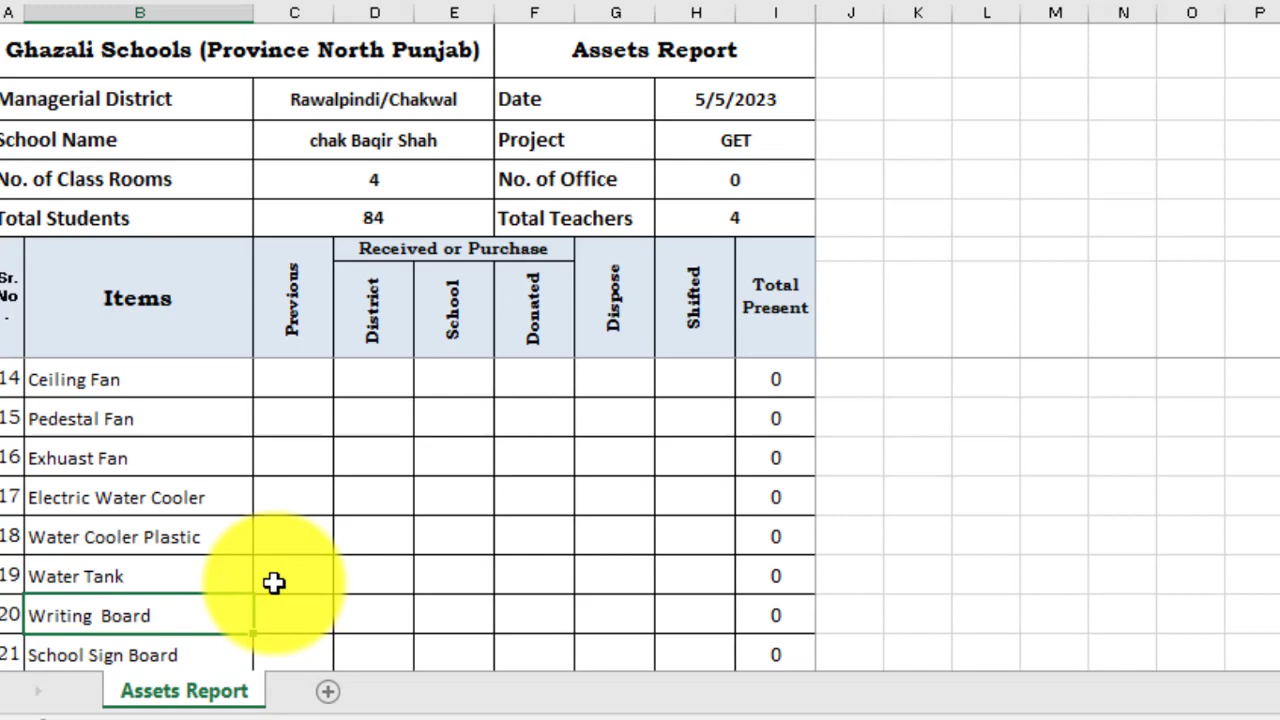 A B C D E F G H I J K L M N O P
Ghazali Schools (Province North Punjab) Assets Report
Managerial District Rawalpindi/Chakwal Date 5/5/2023
School Name chak Baqir Shah Project GET
No. of Class Rooms 4 No. of Office 0
Total Students 84 Total Teachers 4
Sr. No . Items Previous Received or Purchase District School Donated Dispose Shifted Total Present
14 Ceiling Fan 0
15 Pedestal Fan 0
16 Exhuast Fan 0
17 Electric Water Cooler 0
18 Water Cooler Plastic 0
19 Water Tank 0
20 Writing Board 0
21 School Sign Board 0
Assets Report